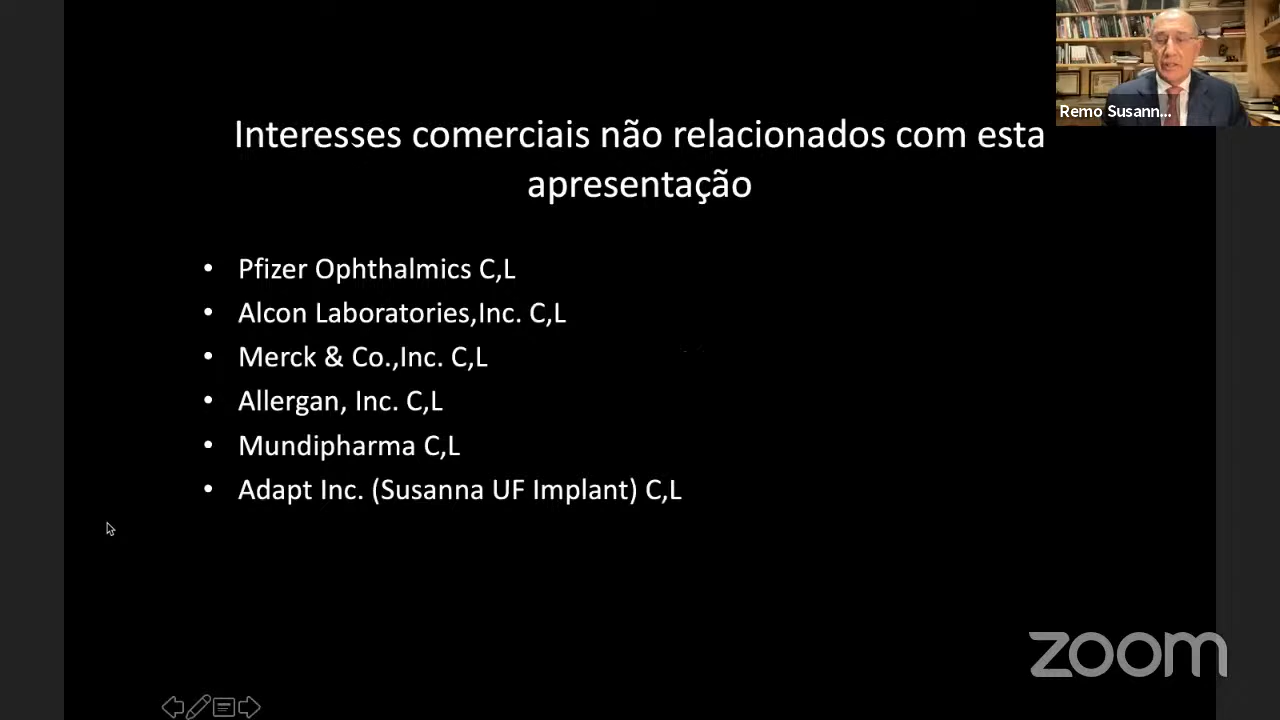 Remo Susann...
Interesses comerciais não relacionados com esta
apresentação
• Pfizer Ophthalmics C,L
• Alcon Laboratories,Inc. C,L
• Merck & Co.,Inc. C,L
• Allergan, Inc. C,L
• Mundipharma C,L
• Adapt Inc. (Susanna UF Implant) C,L
zoom